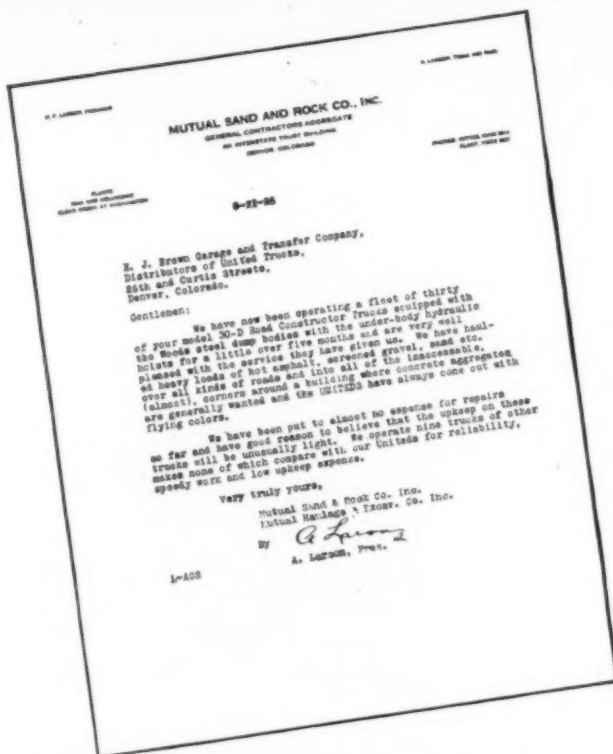 MUTUAL SAND AND ROCK CO., INC.
GENERAL CONTRACTORS AGGREGATE
INTERSTATE TRUST BUILDING
DENVER COLORADO
E. J. Brown Garage and Transfer Company,
Distributors of United Trucks,
26th and Curtis Streets,
Denver, Colorado.
Gentlemen:
We have now been operating a fleet of thirty
of your model 30-D Road Constructor Trucks equipped with
the Woods steel dump bodies with the under-body hydraulic
hoists for a little over five months and are very well
pleased with the service they have given us. We have haul-
ed heavy loads of hot asphalt, screened gravel, sand etc.
over all kinds of roads and into all of the inaccessable,
(almost), corners around a building where concrete aggregates
are generally wanted and the UNITEDS have always come out with
flying colors.
We have been put to almost no expense for repairs
so far and have good reason to believe that the upkeep on these
trucks will be unusually light. We operate nine trucks of other
makes none of which compare with our Uniteds for reliability,
speedy work and low upkeep expense.
Very truly yours,
Mutual Sand & Rock Co. Inc.
Mutual Haulage & Excav. Co. Inc.
By A Larson
A. Larson, Pres.
L-AGS